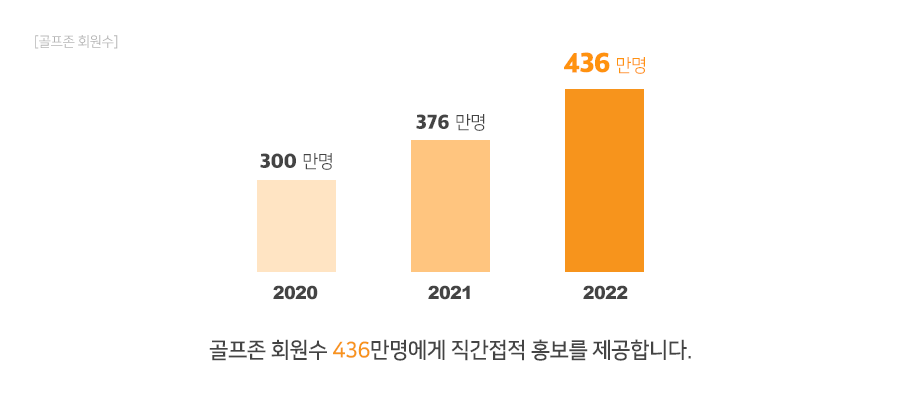 [골프존 회원수]
436 만명
376 만명
300 만명
2020 2021 2022
골프존 회원수 436만명에게 직간접적 홍보를 제공합니다.